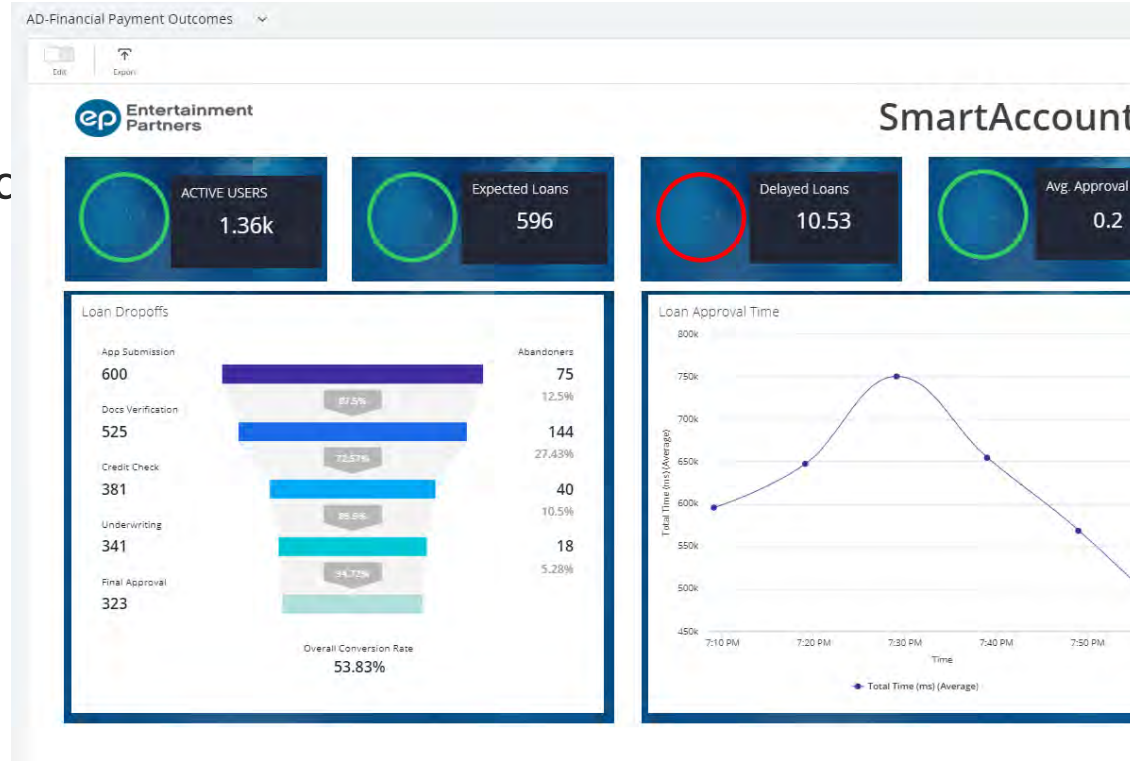 AD-Financial Payment Outcomes
Edit
Export
ep Entertainment
Partners
SmartAccount
ACTIVE USERS
1.36k
Expected Loans
596
Delayed Loans
10.53
Avg. Approval
0.2
Loan Dropoffs
App Submission
Abandoners
600
75
87.5%
12.5%
Docs Verification
525
144
72.57%
27.43%
Credit Check
381
40
89.5%
10.5%
Underwriting
341
18
94.72%
5.28%
Final Approval
323
Overall Conversion Rate
53.83%
Loan Approval Time
800k
750k
700k
650k
600k
550k
500k
450k
Total Time (ms) (Average)
7:10 PM 7:20 PM 7:30 PM 7:40 PM 7:50 PM
Time
Total Time (ms) (Average)